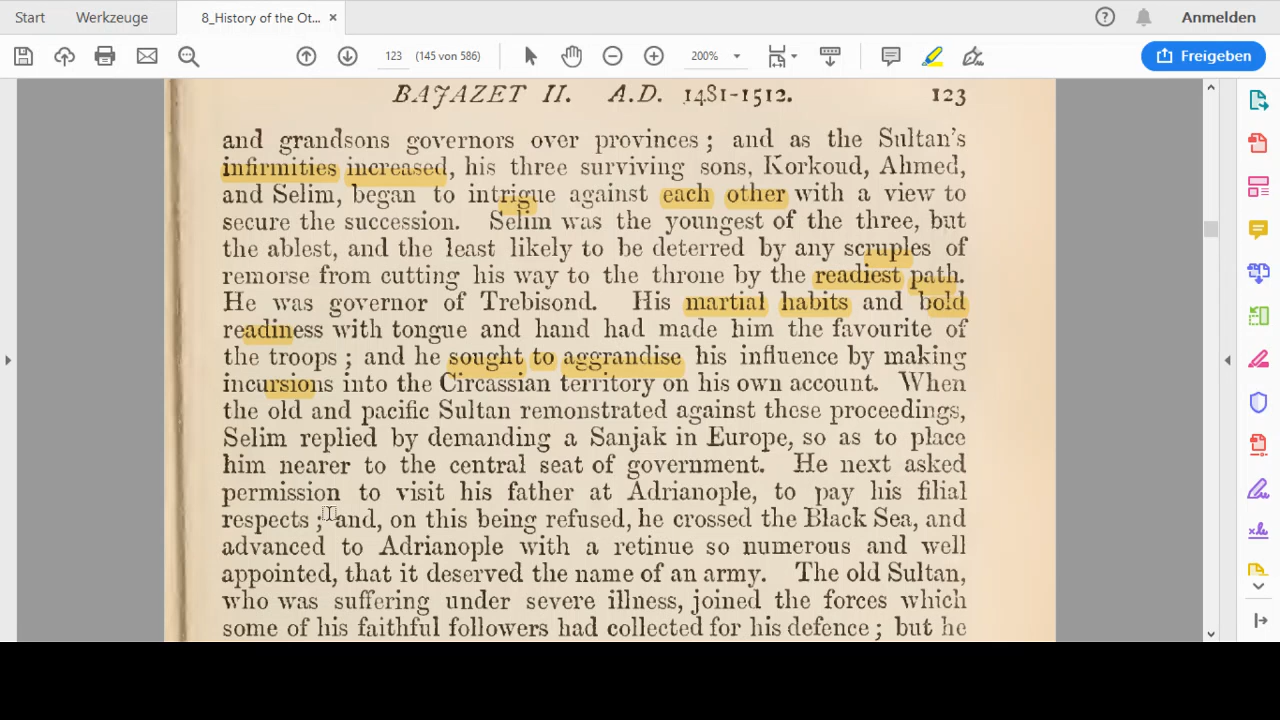 Start Werkzeuge 8_History of the Ot... × Anmelden
123 (145 von 586) 200% Freigeben
BAJAZET II. A.D. 1481-1512. 123
and grandsons governors over provinces ; and as the Sultan's
infirmities increased, his three surviving sons, Korkoud, Ahmed,
and Selim, began to intrigue against each other with a view to
secure the succession. Selim was the youngest of the three, but
the ablest, and the least likely to be deterred by any scruples of
remorse from cutting his way to the throne by the readiest path.
He was governor of Trebisond. His martial habits and bold
readiness with tongue and hand had made him the favourite of
the troops ; and he sought to aggrandise his influence by making
incursions into the Circassian territory on his own account. When
the old and pacific Sultan remonstrated against these proceedings,
Selim replied by demanding a Sanjak in Europe, so as to place
him nearer to the central seat of government. He next asked
permission to visit his father at Adrianople, to pay his filial
respects ; and, on this being refused, he crossed the Black Sea, and
advanced to Adrianople with a retinue so numerous and well
appointed, that it deserved the name of an army. The old Sultan,
who was suffering under severe illness, joined the forces which
some of his faithful followers had collected for his defence ; but he